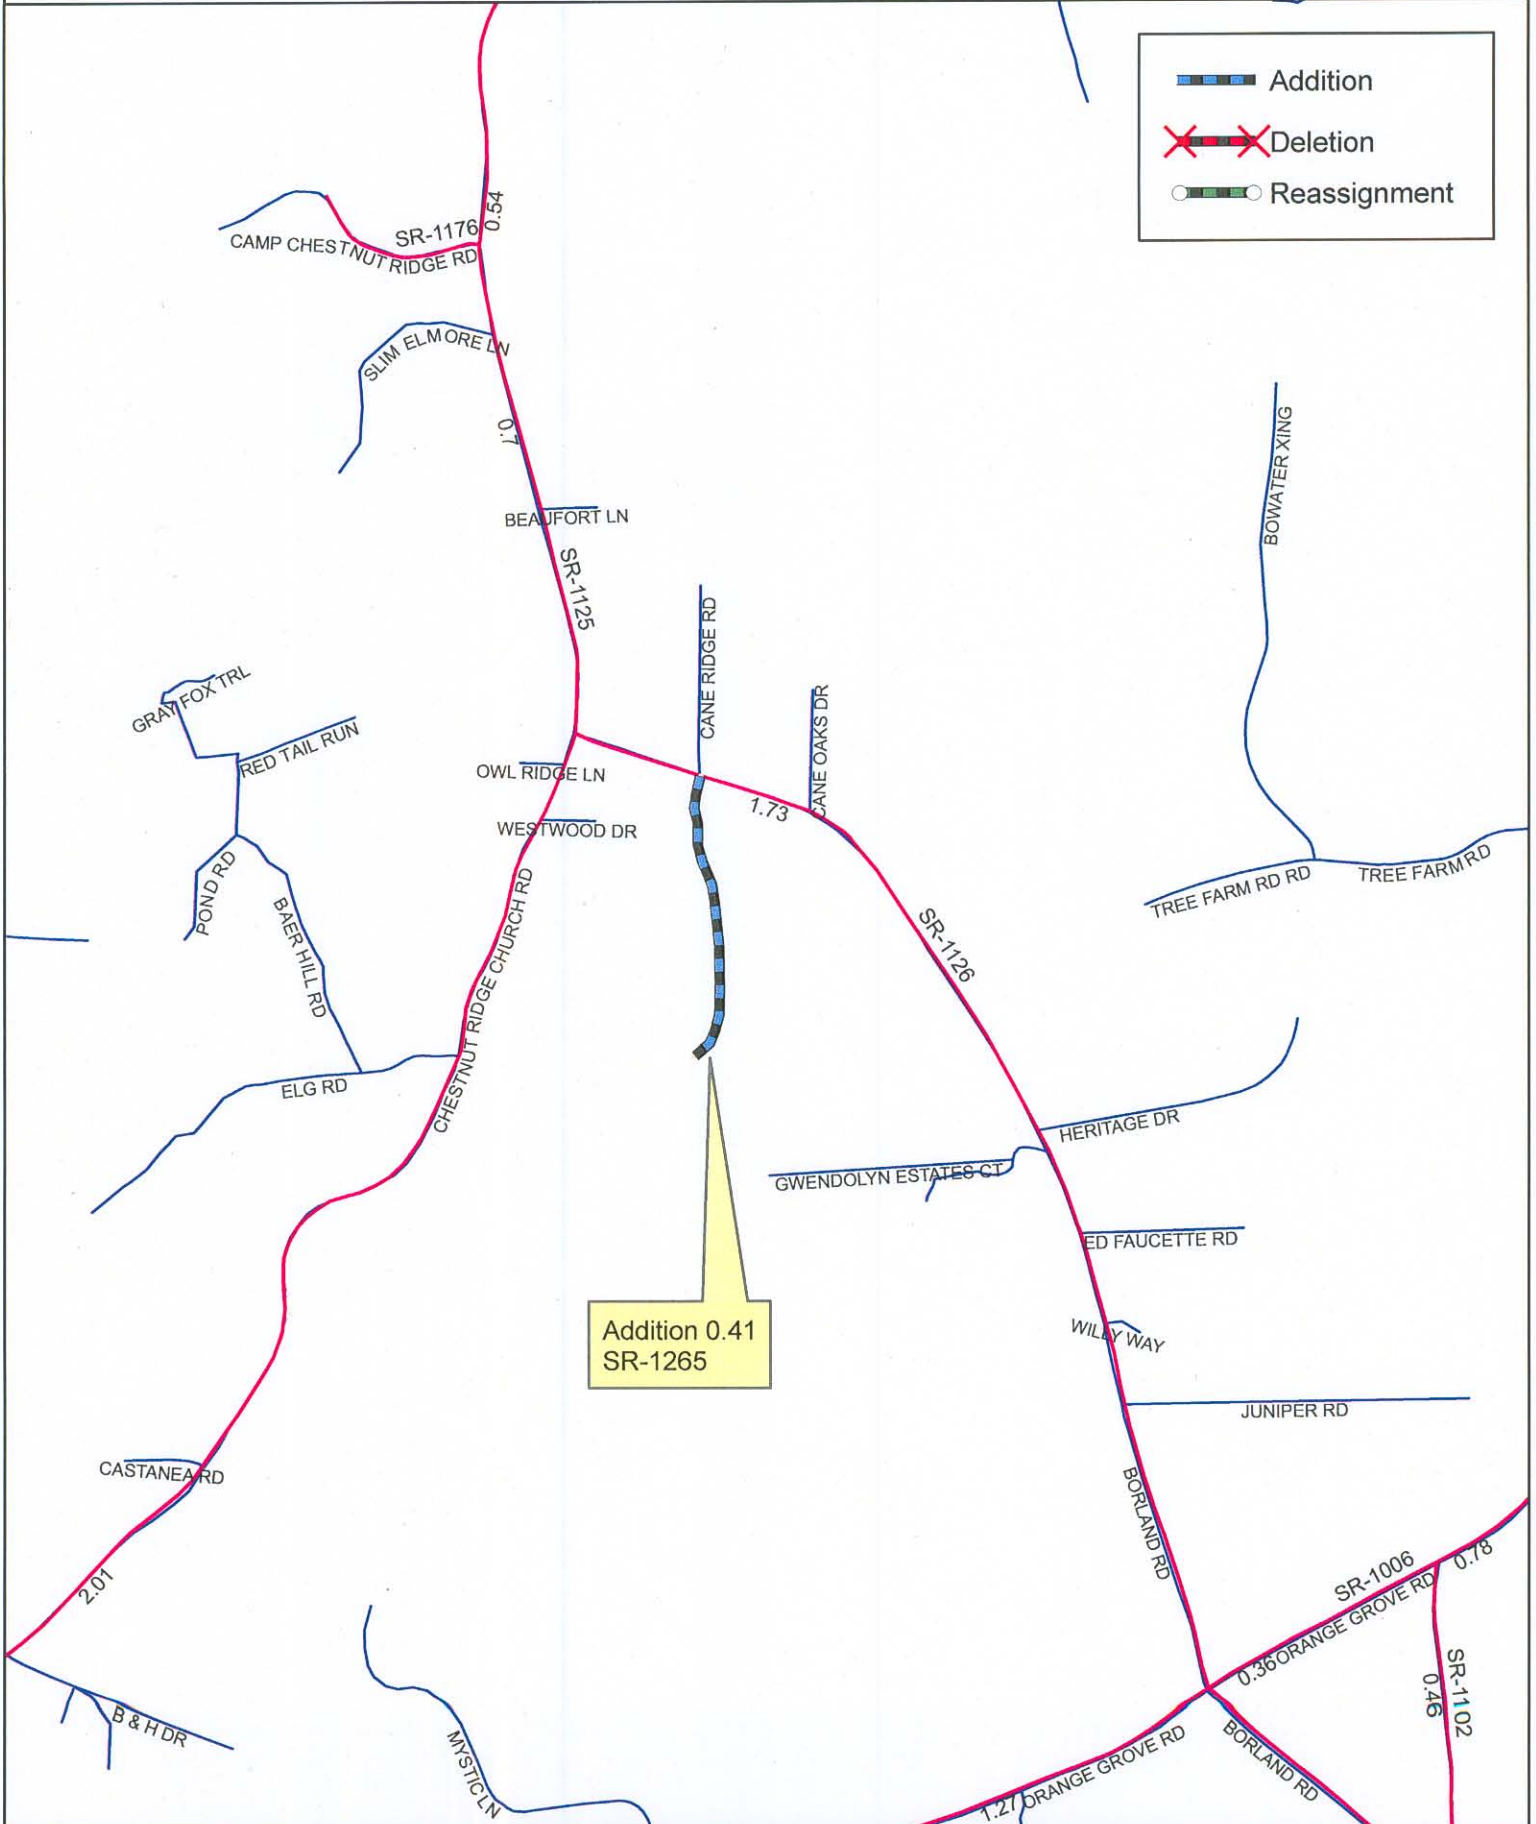 Addition
Deletion
Reassignment
0.54
SR-1176
CAMP CHESTNUT RIDGE RD
SLIM ELMORE LN
0.7
BEAUFORT LN
SR-1125
BOWATER XING
CANE RIDGE RD
CANE OAKS DR
GRAY FOX TRL
RED TAIL RUN
OWL RIDGE LN
1.73
WESTWOOD DR
POND RD
BAER HILL RD
CHESTNUT RIDGE CHURCH RD
TREE FARM RD RD
TREE FARM RD
SR-1126
ELG RD
HERITAGE DR
GWENDOLYN ESTATES CT
ED FAUCETTE RD
Addition 0.41
SR-1265
WILLY WAY
JUNIPER RD
CASTANEA RD
BORLAND RD
2.01
SR-1006
0.78
0.36
ORANGE GROVE RD
SR-1102
0.46
B & H DR
MYSTIC LN
1.27
ORANGE GROVE RD
BORLAND RD